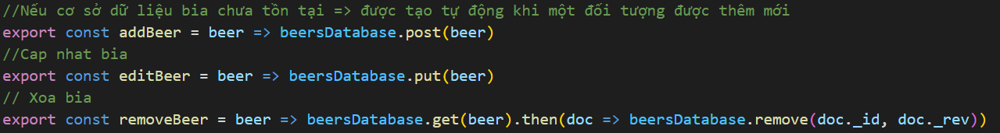 //Nếu cơ sở dữ liệu bia chưa tồn tại => được tạo tự động khi một đối tượng được thêm mới
export const addBeer = beer => beersDatabase.post(beer)
//Cap nhat bia
export const editBeer = beer => beersDatabase.put(beer)
// Xoa bia
export const removeBeer = beer => beersDatabase.get(beer).then(doc => beersDatabase.remove(doc._id, doc._rev))